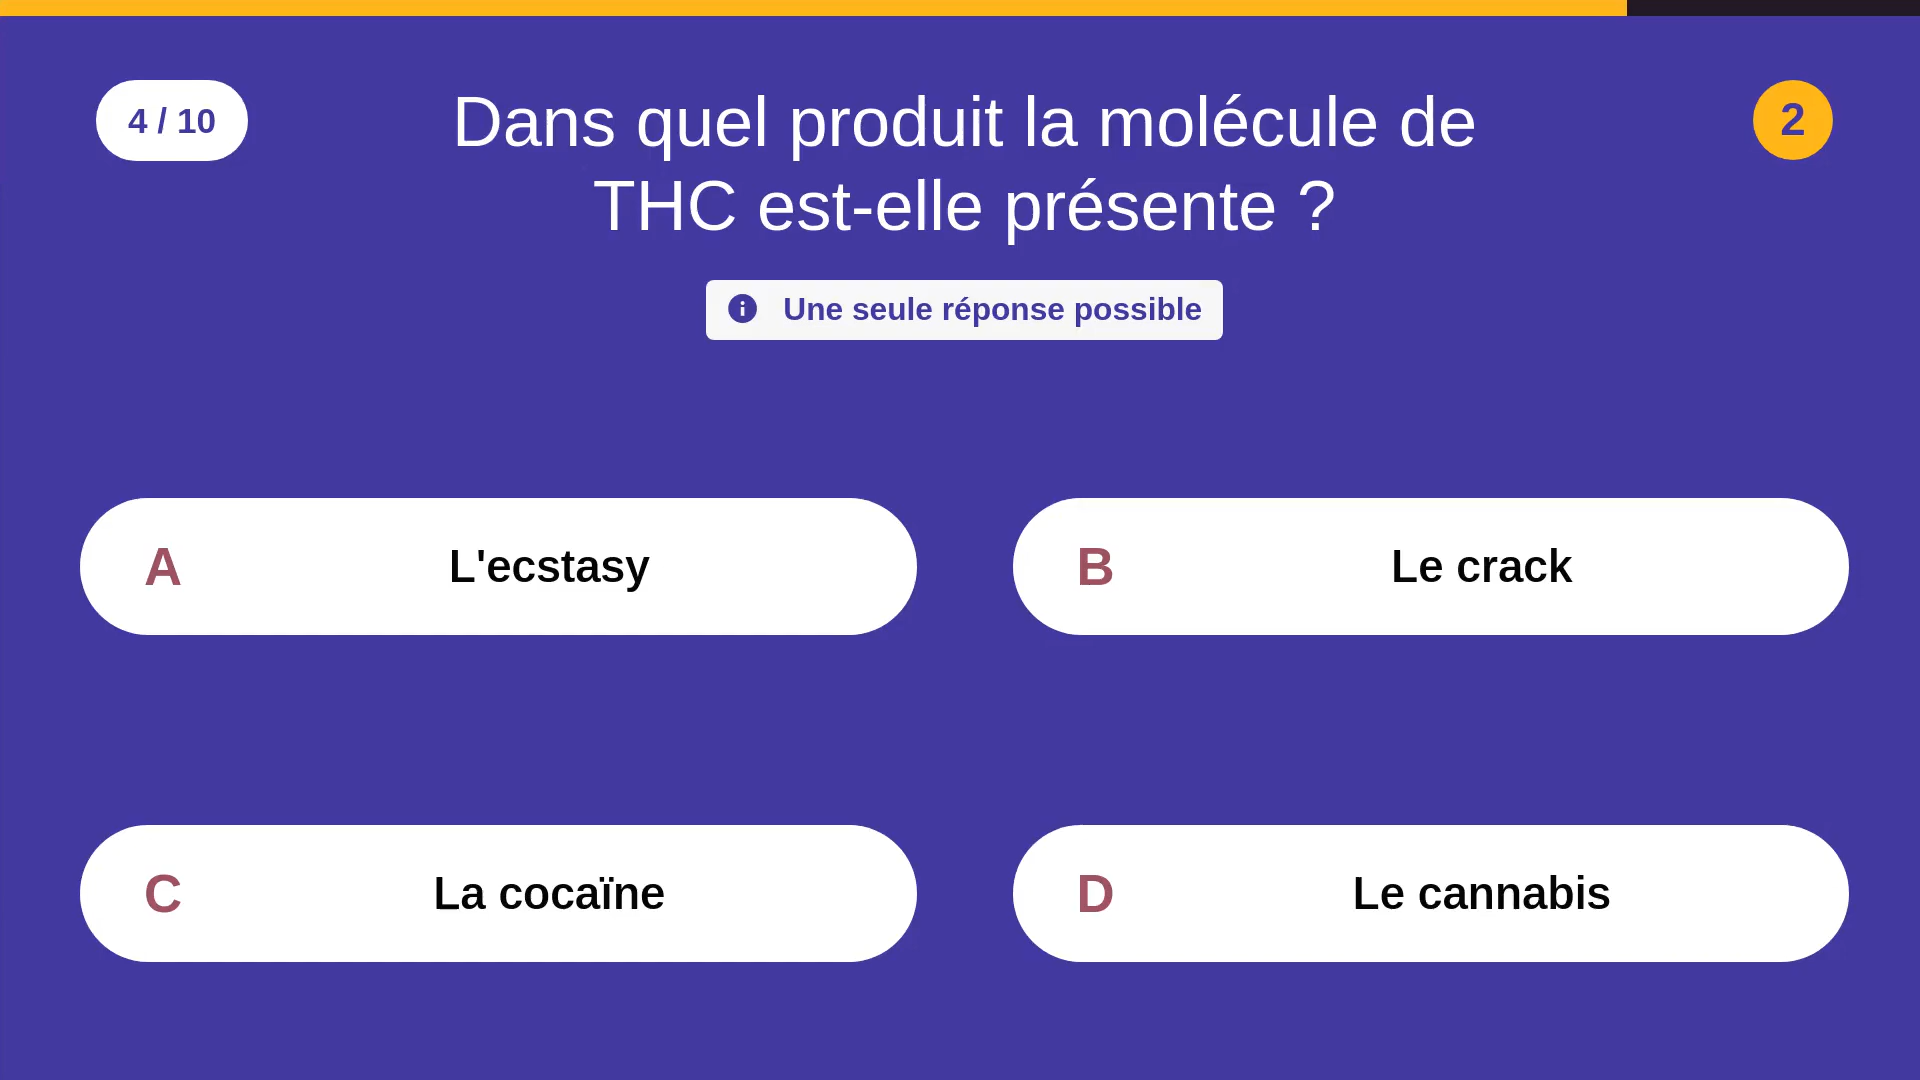 4 / 10
Dans quel produit la molécule de
THC est-elle présente ?
2
Une seule réponse possible
A
L'ecstasy
B
Le crack
C
La cocaïne
D
Le cannabis